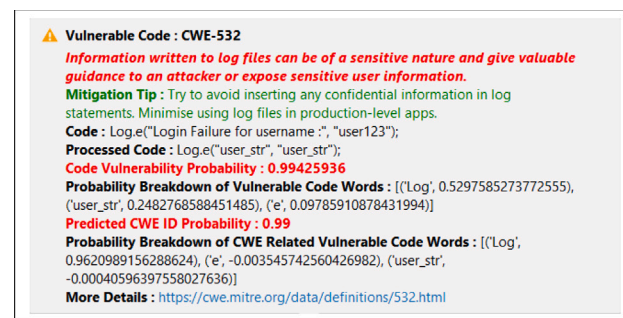 Vulnerable Code : CWE-532
Information written to log files can be of a sensitive nature and give valuable
guidance to an attacker or expose sensitive user information.
Mitigation Tip : Try to avoid inserting any confidential information in log
statements. Minimise using log files in production-level apps.
Code : Log.e("Login Failure for username :", "user123");
Processed Code : Log.e("user_str", "user_str");
Code Vulnerability Probability : 0.99425936
Probability Breakdown of Vulnerable Code Words : [('Log', 0.5297585273772555),
('user_str', 0.2482768588451485), ('e', 0.09785910878431994)]
Predicted CWE ID Probability : 0.99
Probability Breakdown of CWE Related Vulnerable Code Words : [('Log',
0.9620989156288624), ('e', -0.003545742560426982), ('user_str',
-0.00040596397558027636)]
More Details : https://cwe.mitre.org/data/definitions/532.html